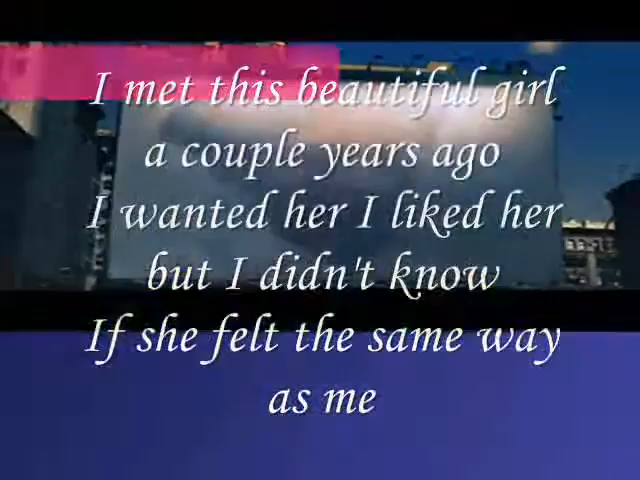 I met this beautiful girl
a couple years ago
I wanted her I liked her
but I didn't know
If she felt the same way
as me